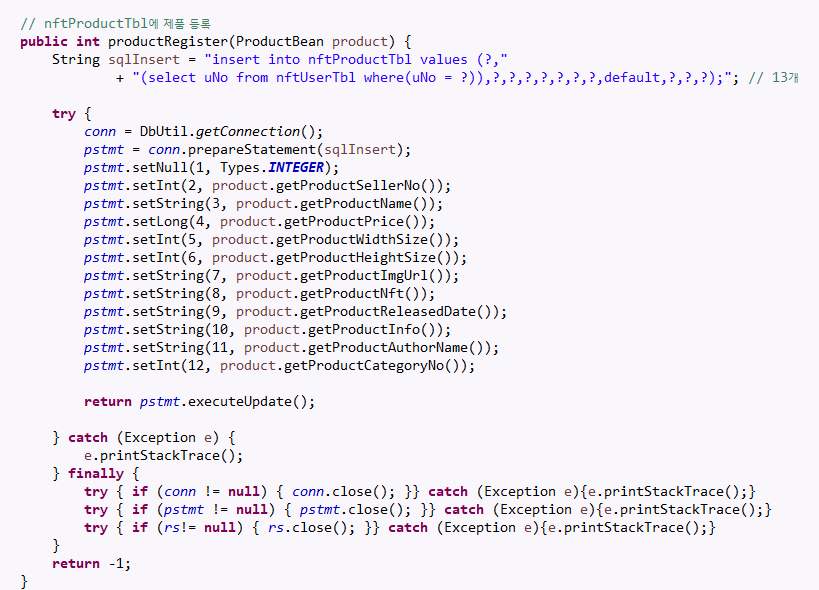 // nftProductTbl에 제품 등록
public int productRegister(ProductBean product) {
    String sqlInsert = "insert into nftProductTbl values (?,"
            + "(select uNo from nftUserTbl where(uNo = ?)),?,?,?,?,?,?,?,default,?,?,?);"; // 13개

    try {
        conn = DbUtil.getConnection();
        pstmt = conn.prepareStatement(sqlInsert);
        pstmt.setNull(1, Types.INTEGER);
        pstmt.setInt(2, product.getProductSellerNo());
        pstmt.setString(3, product.getProductName());
        pstmt.setLong(4, product.getProductPrice());
        pstmt.setInt(5, product.getProductWidthSize());
        pstmt.setInt(6, product.getProductHeightSize());
        pstmt.setString(7, product.getProductImgUrl());
        pstmt.setString(8, product.getProductNft());
        pstmt.setString(9, product.getProductReleasedDate());
        pstmt.setString(10, product.getProductInfo());
        pstmt.setString(11, product.getProductAuthorName());
        pstmt.setInt(12, product.getProductCategoryNo());

        return pstmt.executeUpdate();

    } catch (Exception e) {
        e.printStackTrace();
    } finally {
        try { if (conn != null) { conn.close(); }} catch (Exception e){e.printStackTrace();}
        try { if (pstmt != null) { pstmt.close(); }} catch (Exception e){e.printStackTrace();}
        try { if (rs!= null) { rs.close(); }} catch (Exception e){e.printStackTrace();}
    }
    return -1;
}